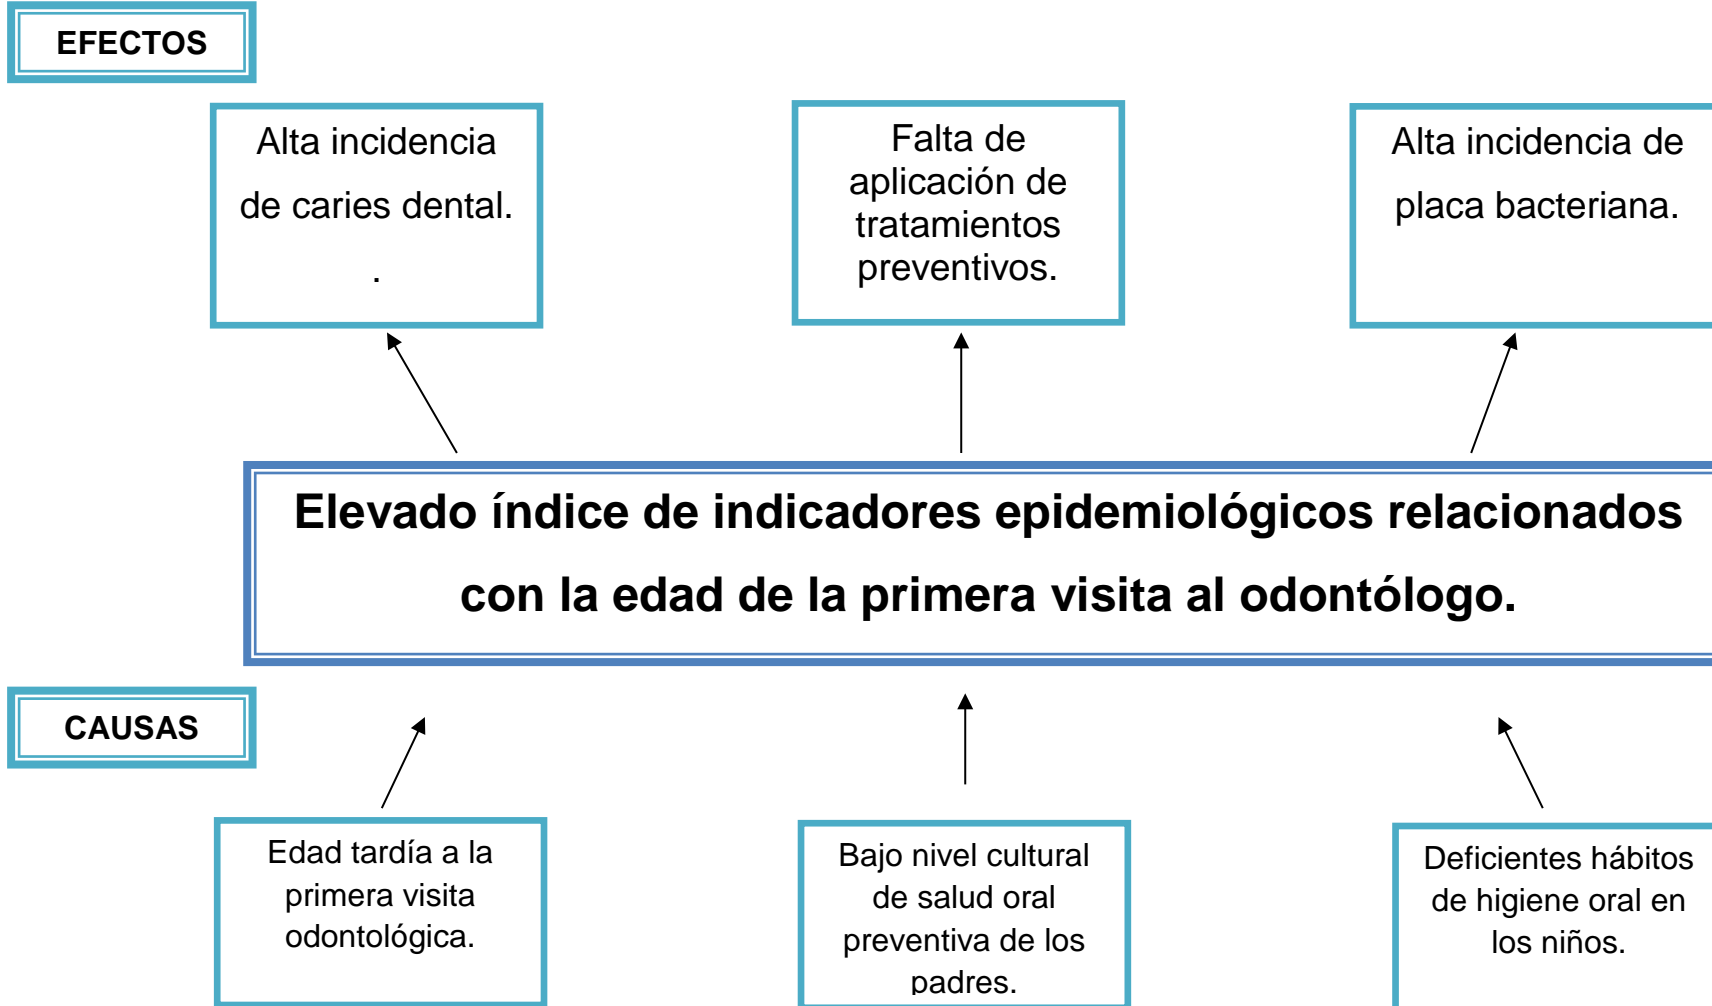 EFECTOS
Alta incidencia
de caries dental.
.
Falta de
aplicación de
tratamientos
preventivos.
Alta incidencia de
placa bacteriana.
Elevado índice de indicadores epidemiológicos relacionados
con la edad de la primera visita al odontólogo.
CAUSAS
Edad tardía a la
primera visita
odontológica.
Bajo nivel cultural
de salud oral
preventiva de los
padres.
Deficientes hábitos
de higiene oral en
los niños.